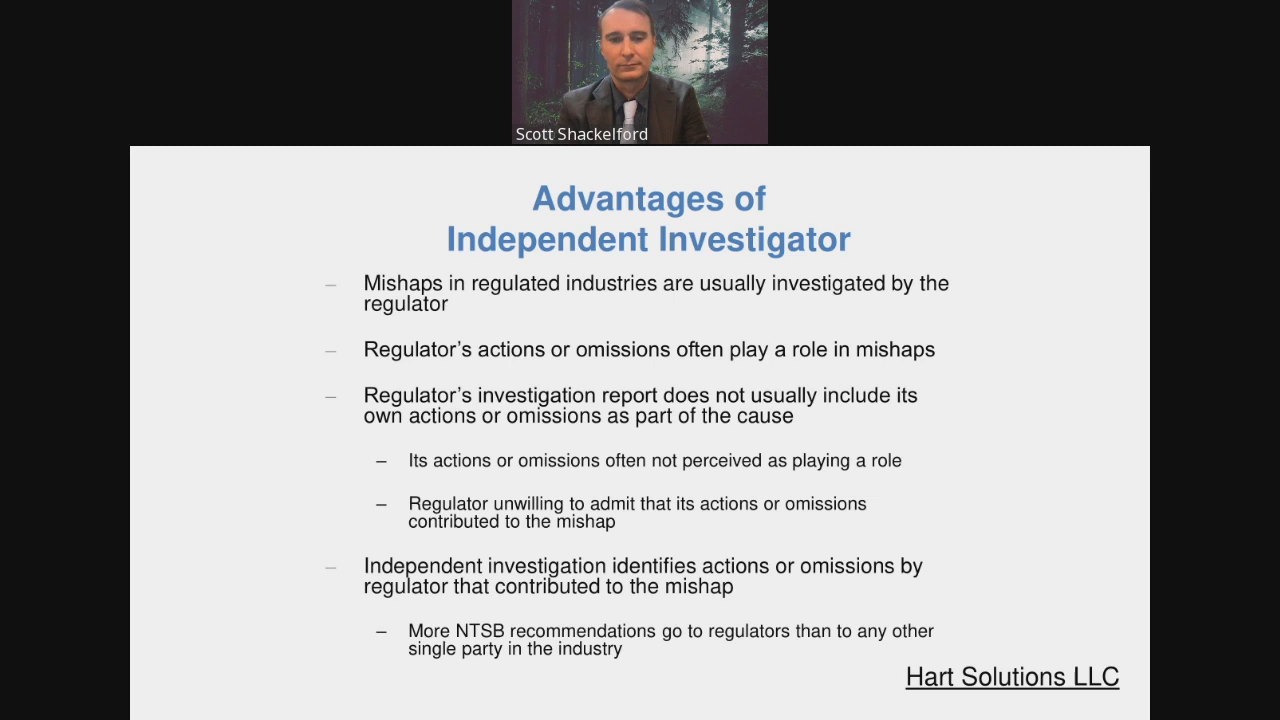 Scott Shackelford
Advantages of
Independent Investigator
– Mishaps in regulated industries are usually investigated by the
regulator
– Regulator’s actions or omissions often play a role in mishaps
– Regulator’s investigation report does not usually include its
own actions or omissions as part of the cause
– Its actions or omissions often not perceived as playing a role
– Regulator unwilling to admit that its actions or omissions
contributed to the mishap
– Independent investigation identifies actions or omissions by
regulator that contributed to the mishap
– More NTSB recommendations go to regulators than to any other
single party in the industry
Hart Solutions LLC